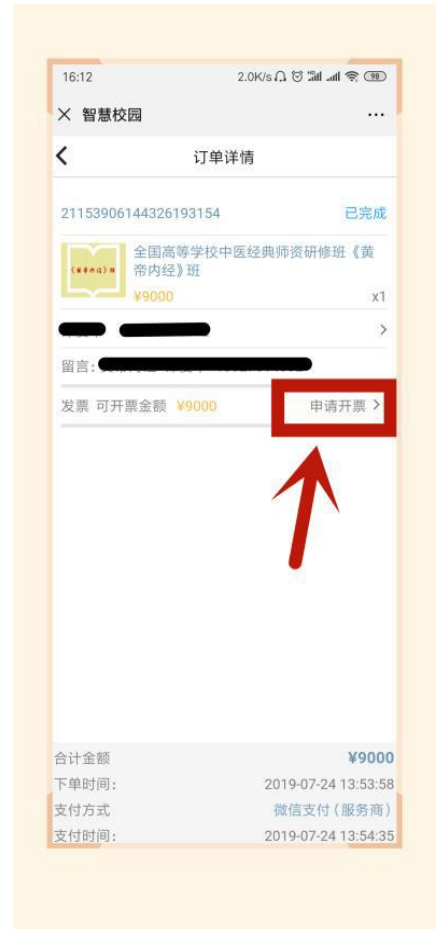 16:12 2.0K/s 98
智慧校园 ...
订单详情
21153906144326193154 已完成
全国高等学校中医经典师资研修班《黄
帝内经》班
¥9000 x1
留言:
发票 可开票金额 ¥9000 申请开票
合计金额 ¥9000
下单时间: 2019-07-24 13:53:58
支付方式 微信支付(服务商)
支付时间: 2019-07-24 13:54:35